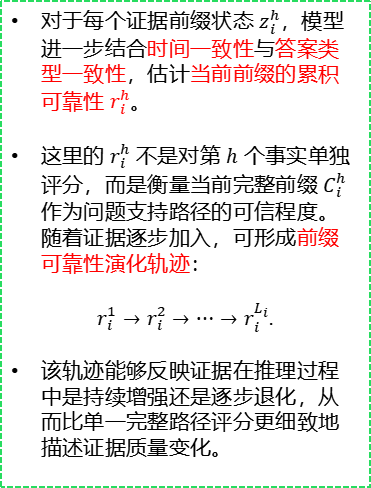 • 对于每个证据前缀状态 $z_i^h$，模型
进一步结合时间一致性与答案类
型一致性，估计当前前缀的累积
可靠性 $r_i^h$。
• 这里的 $r_i^h$ 不是对第 $h$ 个事实单独
评分，而是衡量当前完整前缀 $C_i^h$
作为问题支持路径的可信程度。
随着证据逐步加入，可形成前缀
可靠性演化轨迹：
$r_i^1 \to r_i^2 \to \cdots \to r_i^{L_i}.$
• 该轨迹能够反映证据在推理过程
中是持续增强还是逐步退化，从
而比单一完整路径评分更细致地
描述证据质量变化。